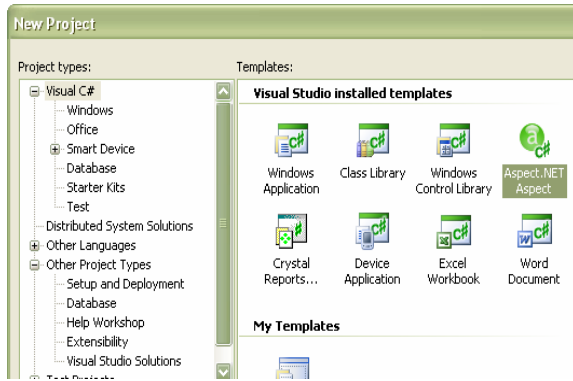 New Project
Project types:
Visual C#
Windows
Office
Smart Device
Database
Starter Kits
Test
Distributed System Solutions
Other Languages
Other Project Types
Setup and Deployment
Database
Help Workshop
Extensibility
Visual Studio Solutions
Test Projects
Templates:
Visual Studio installed templates
Windows Application
Class Library
Windows Control Library
Aspect.NET Aspect
Crystal Reports...
Device Application
Excel Workbook
Word Document
My Templates